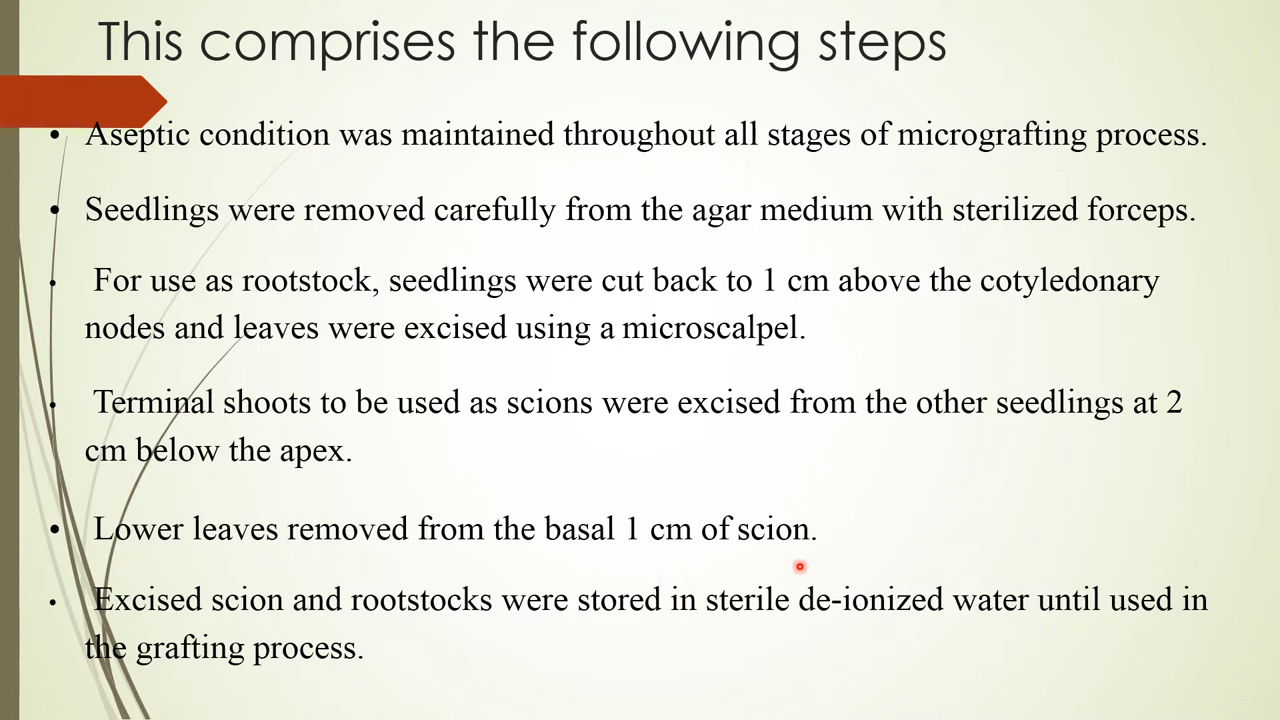 This comprises the following steps
• Aseptic condition was maintained throughout all stages of micrografting process.
• Seedlings were removed carefully from the agar medium with sterilized forceps.
• For use as rootstock, seedlings were cut back to 1 cm above the cotyledonary
nodes and leaves were excised using a microscalpel.
• Terminal shoots to be used as scions were excised from the other seedlings at 2
cm below the apex.
• Lower leaves removed from the basal 1 cm of scion.
• Excised scion and rootstocks were stored in sterile de-ionized water until used in
the grafting process.